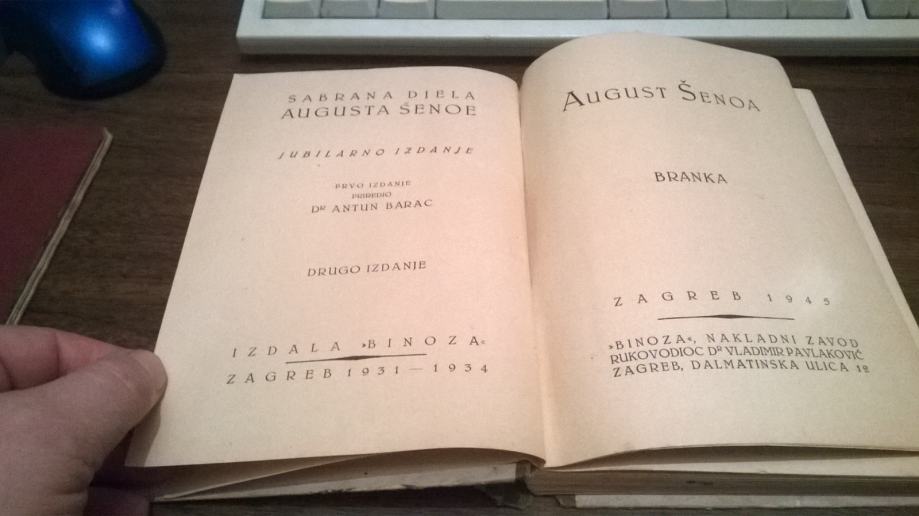 SABRANA DJELA
AUGUSTA ŠENOE
JUBILARNO IZDANJE
PRVO IZDANJE
PRIREDIO
DR ANTUN BARAC
DRUGO IZDANJE
IZDALA »BINOZA«
ZAGREB 1931 — 1934
AUGUST ŠENOA
BRANKA
ZAGREB 1945
»BINOZA«, NAKLADNI ZAVOD
RUKOVODIOC DR VLADIMIR PAVLAKOVIĆ
ZAGREB, DALMATINSKA ULICA 12